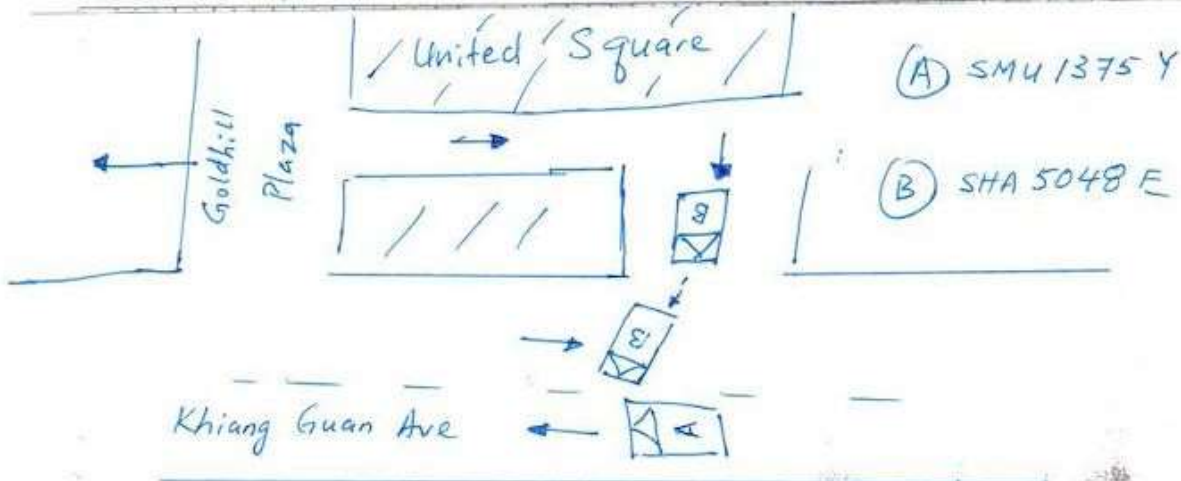 United Square
(A) SMU 1375 Y
Goldhill
Plaza
(B) SHA 5048 E
B
B
A
Khiang Guan Ave